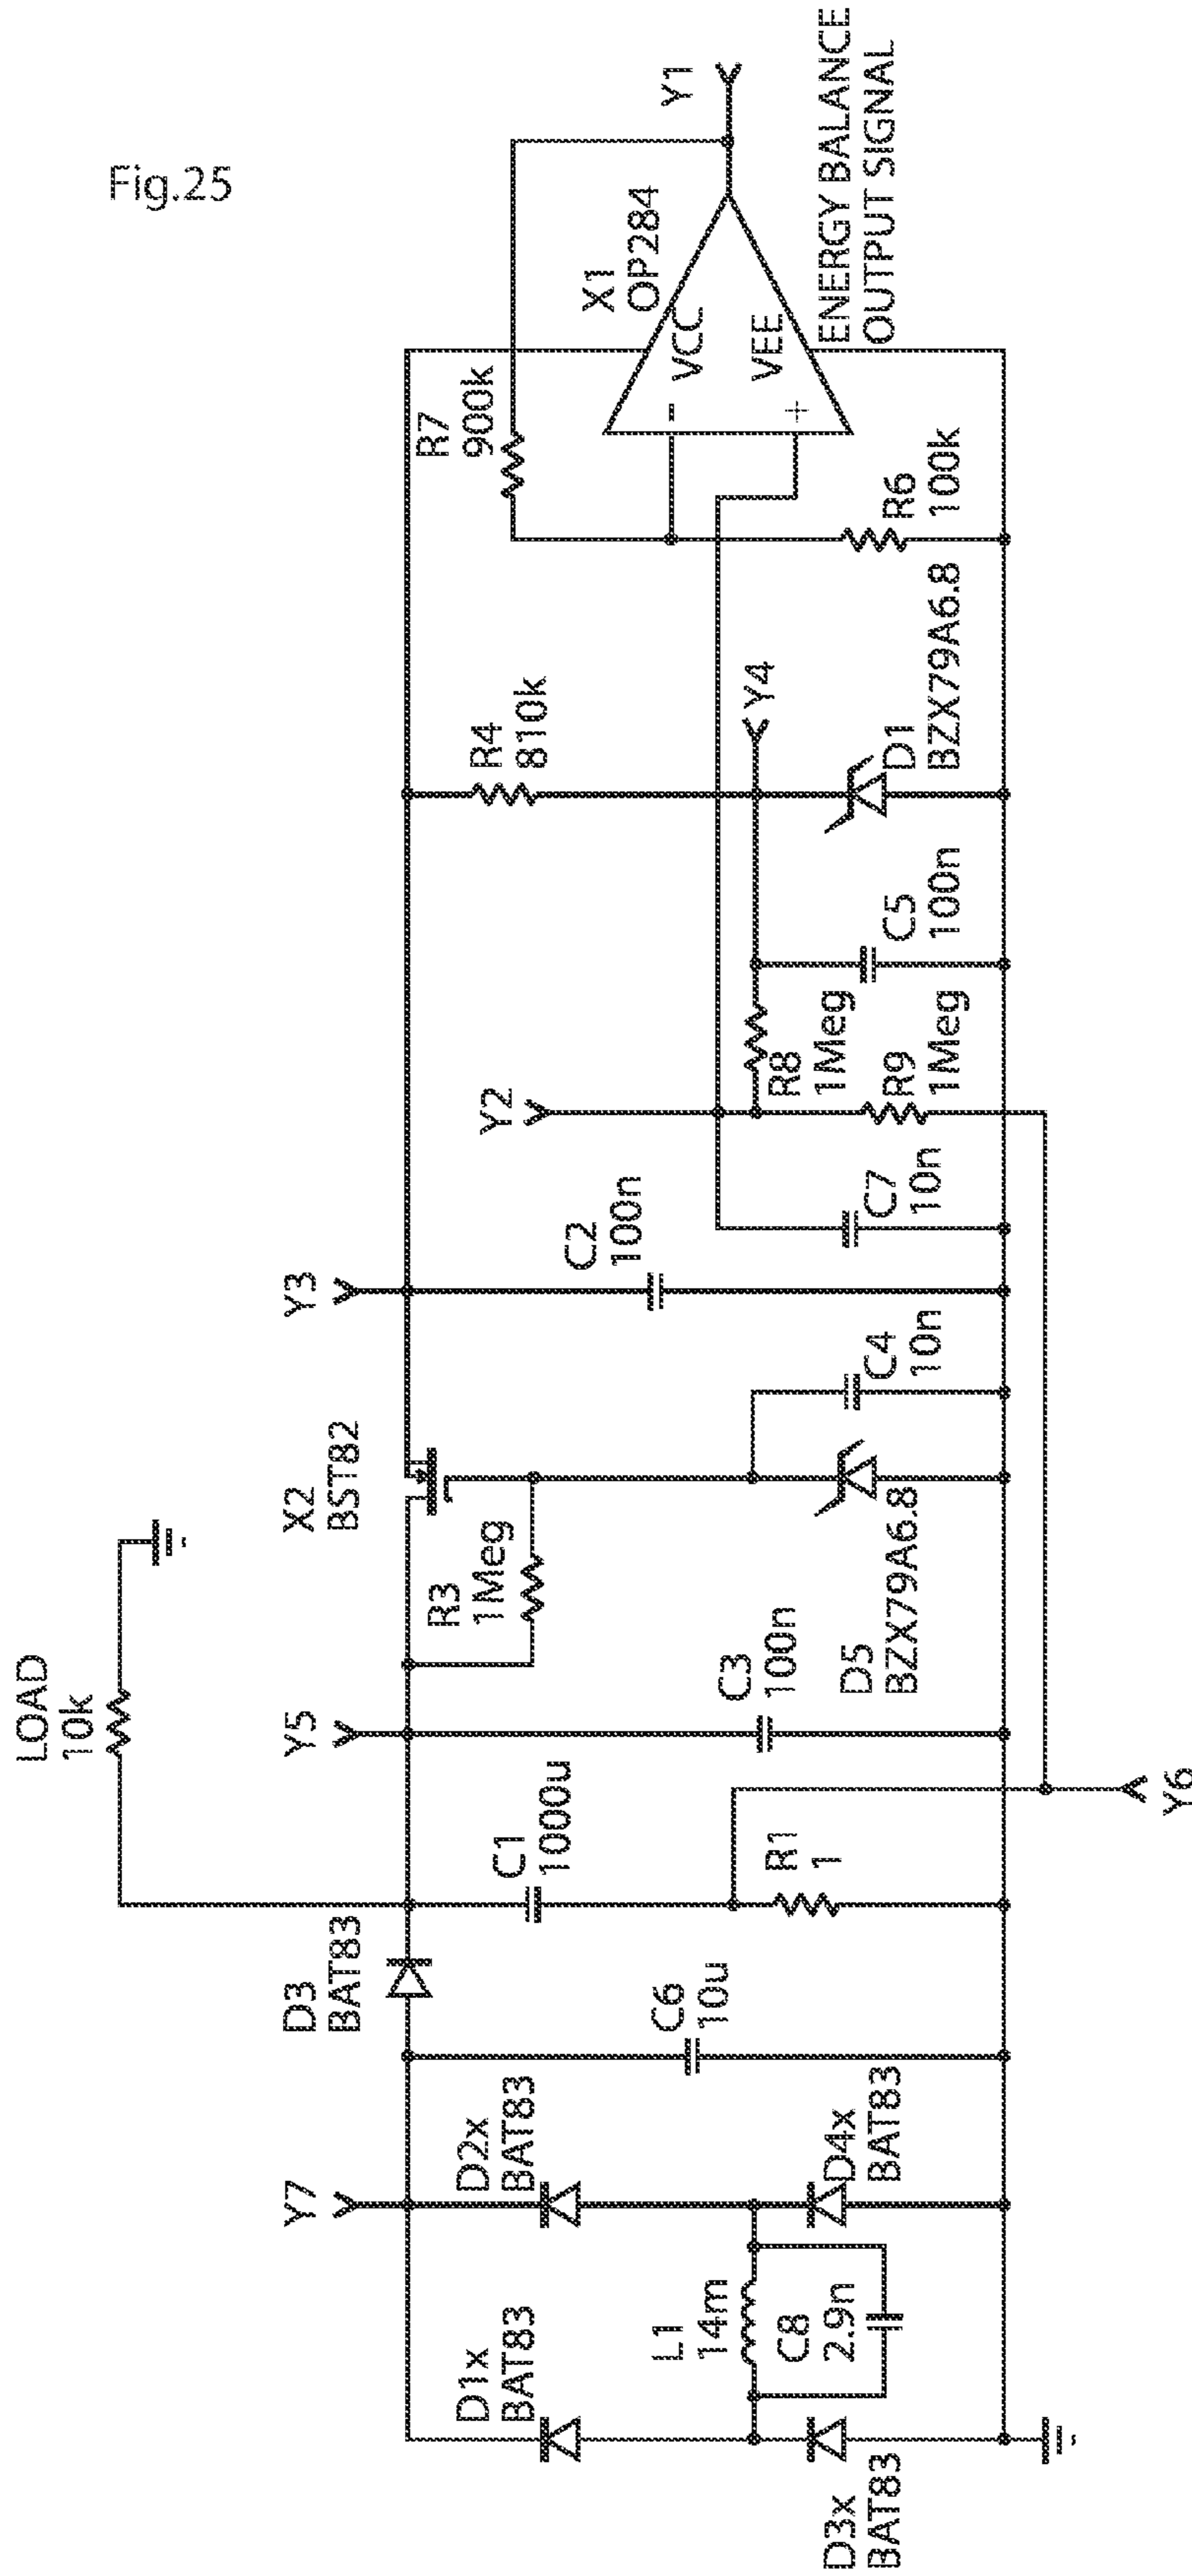 Fig.25
LOAD
10k
Y7
D3
BAT83
Y5
X2
BST82
Y3
Y2
R4
810k
R7
900k
X1
OP284
Y1
D1x
BAT83
D2x
BAT83
C1
1000u
R3
1Meg
C2
100n
Y4
VCC
VEE
-
+
L1
14m
C6
10u
C3
100n
ENERGY BALANCE
OUTPUT SIGNAL
C8
2.9n
R1
1
R8
1Meg
D3x
BAT83
D4x
BAT83
D5
BZX79A6.8
C4
10n
C7
10n
R9
1Meg
C5
100n
D1
BZX79A6.8
R6
100k
Y6